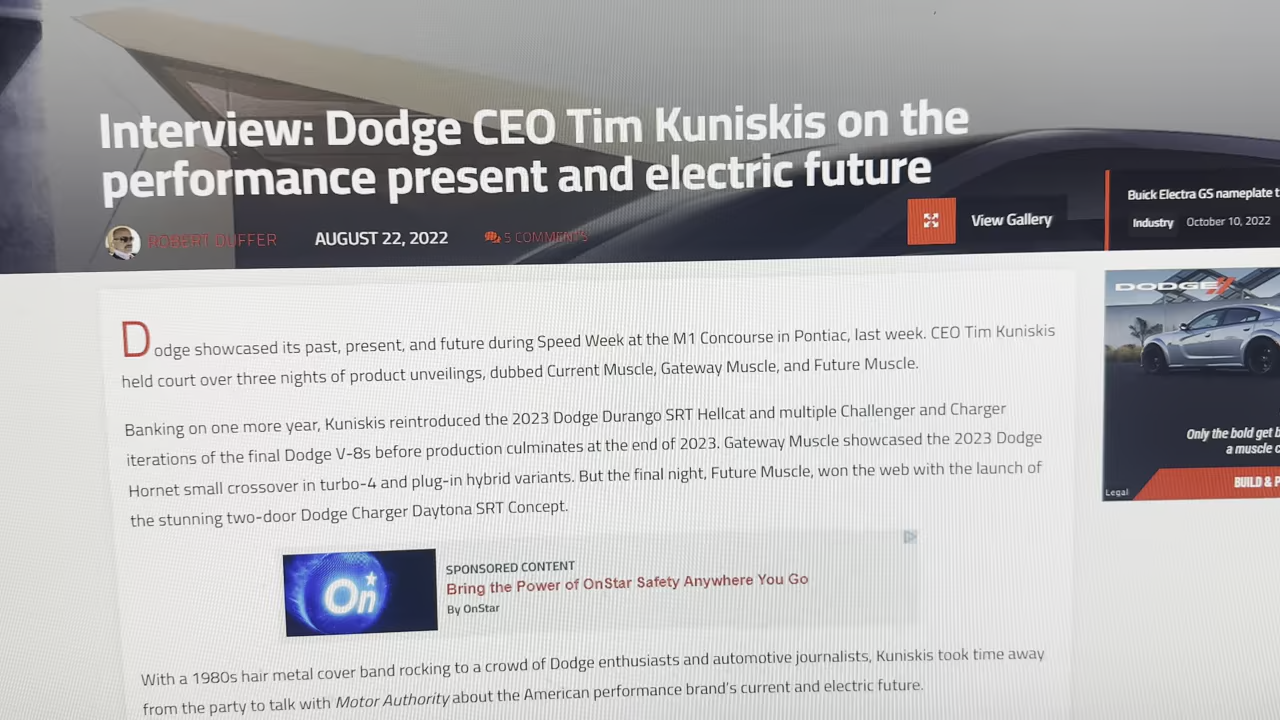 Interview: Dodge CEO Tim Kuniskis on the
performance present and electric future
ROBERT DUFFER
AUGUST 22, 2022
5 COMMENTS
View Gallery
Buick Electra GS nameplate t
Industry October 10, 2022
Dodge showcased its past, present, and future during Speed Week at the M1 Concourse in Pontiac, last week. CEO Tim Kuniskis
held court over three nights of product unveilings, dubbed Current Muscle, Gateway Muscle, and Future Muscle.
Banking on one more year, Kuniskis reintroduced the 2023 Dodge Durango SRT Hellcat and multiple Challenger and Charger
iterations of the final Dodge V-8s before production culminates at the end of 2023. Gateway Muscle showcased the 2023 Dodge
Hornet small crossover in turbo-4 and plug-in hybrid variants. But the final night, Future Muscle, won the web with the launch of
the stunning two-door Dodge Charger Daytona SRT Concept.
On
SPONSORED CONTENT
Bring the Power of OnStar Safety Anywhere You Go
By OnStar
With a 1980s hair metal cover band rocking to a crowd of Dodge enthusiasts and automotive journalists, Kuniskis took time away
from the party to talk with Motor Authority about the American performance brand's current and electric future.
DODGE
Only the bold get b
a muscle c
BUILD & P
Legal